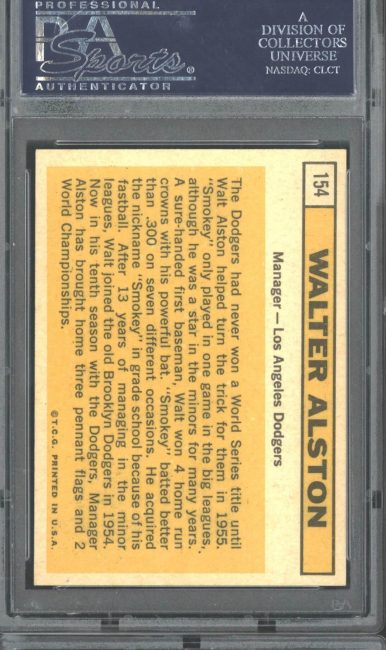 PROFESSIONAL
PSA
Sports®
AUTHENTICATOR
A
DIVISION OF
COLLECTORS
UNIVERSE
NASDAQ: CLCT
154
WALTER ALSTON
Manager — Los Angeles Dodgers
The Dodgers had never won a World Series title until
Walt Alston helped turn the trick for them in 1955.
"Smokey" only played in one game in the big leagues,
although he was a star in the minors for many years.
A sure-handed first baseman, Walt won 4 home run
crowns with his powerful bat. "Smokey" batted better
than .300 on seven different occasions. He acquired
the nickname "Smokey" in grade school because of his
fastball. After 13 years of managing in the minor
leagues, Walt joined the old Brooklyn Dodgers in 1954.
Now in his tenth season with the Dodgers, Manager
Alston has brought home three pennant flags and 2
World Championships.
© T.C.G. PRINTED IN U.S.A.